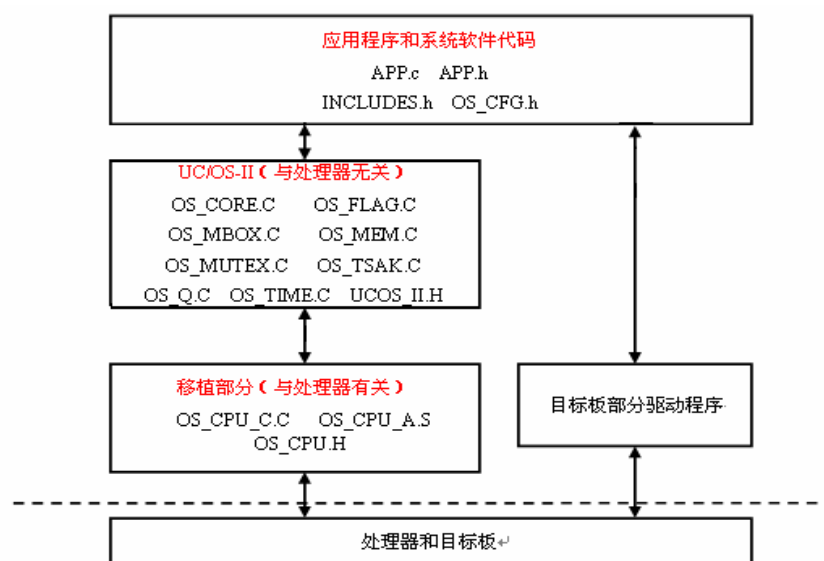 应用程序和系统软件代码
APP.c APP.h
INCLUDES.h OS_CFG.h
UC/OS-II（与处理器无关）
OS_CORE.C OS_FLAG.C
OS_MBOX.C OS_MEM.C
OS_MUTEX.C OS_TSAK.C
OS_Q.C OS_TIME.C UCOS_II.H
移植部分（与处理器有关）
OS_CPU_C.C OS_CPU_A.S
OS_CPU.H
目标板部分驱动程序
处理器和目标板↵